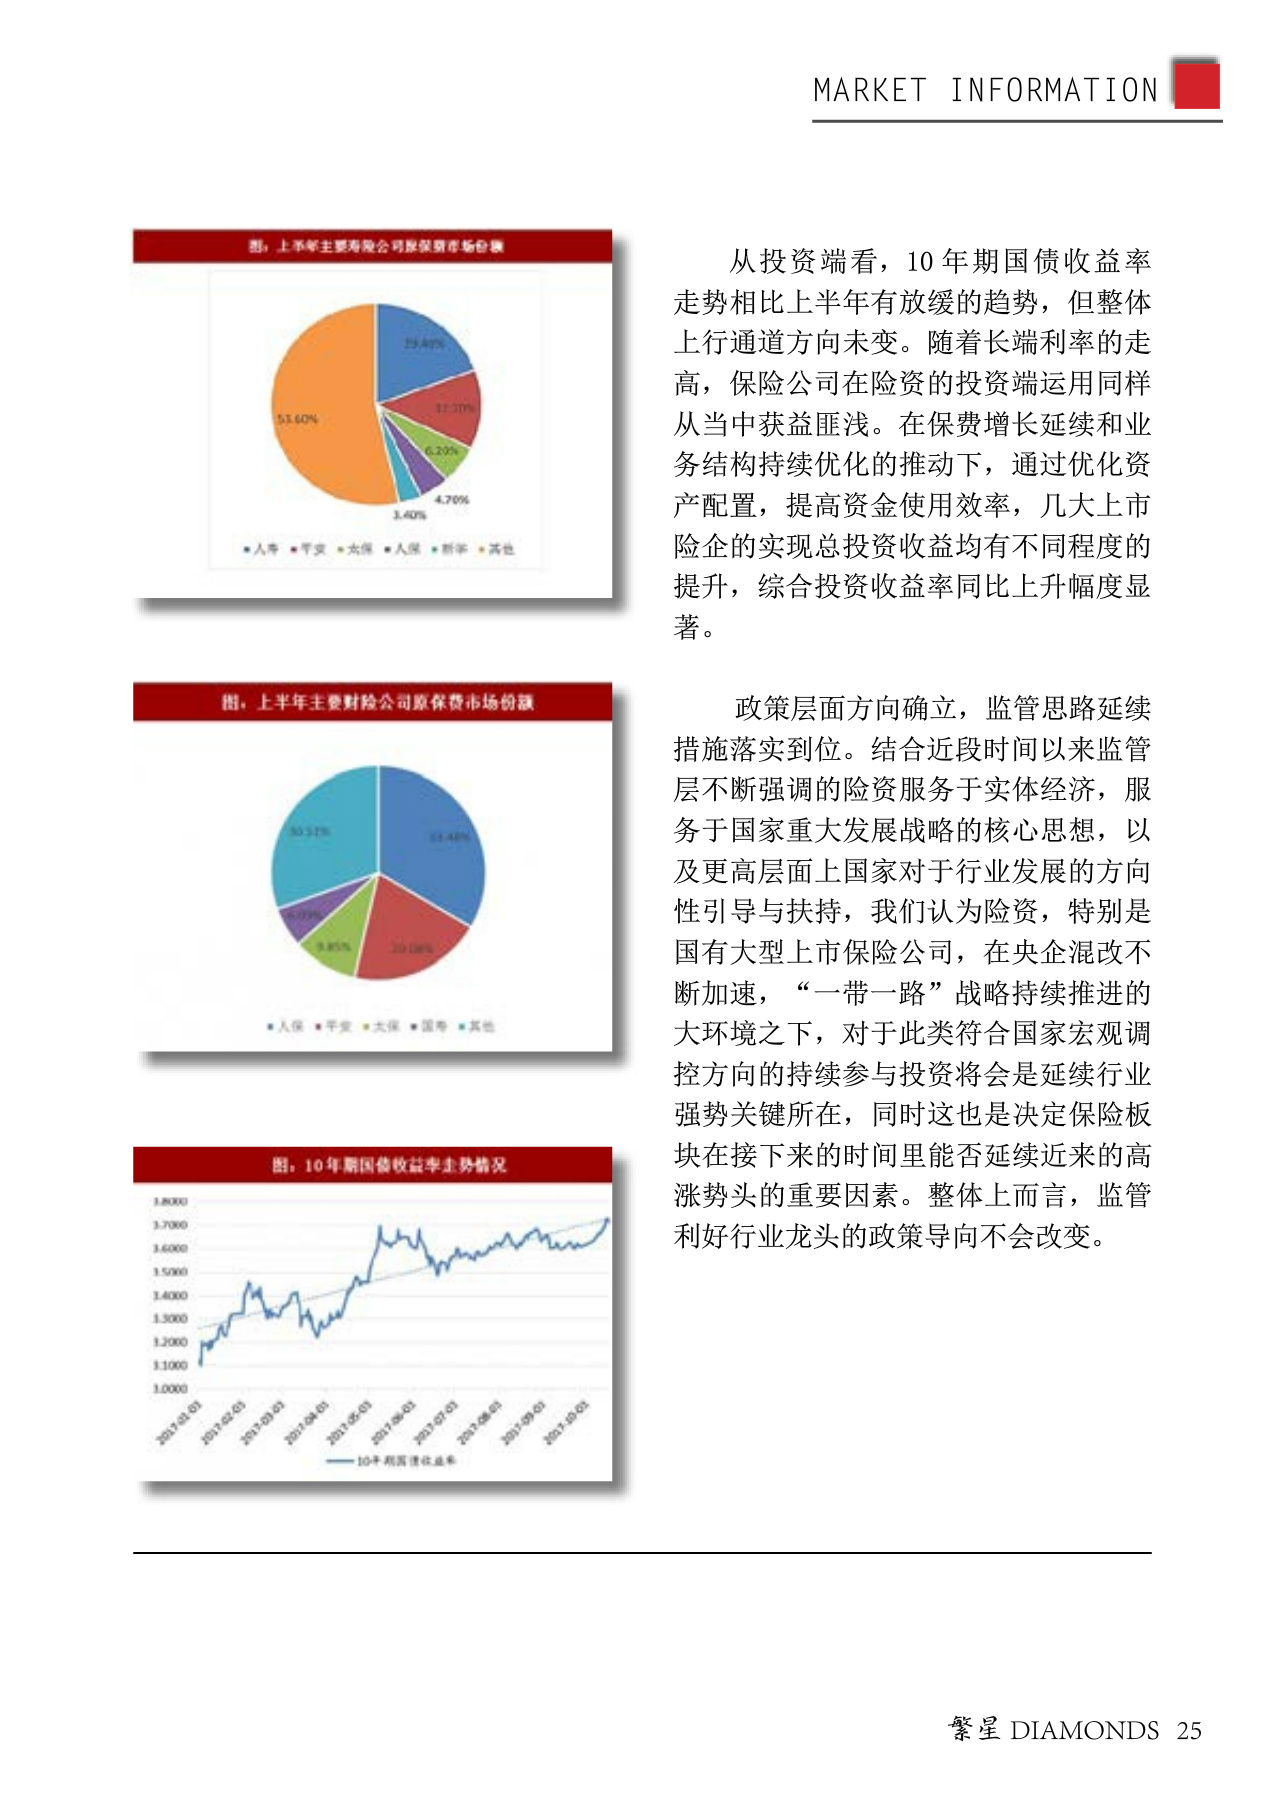 MARKET INFORMATION
图：上半年主要寿险公司原保费市场份额
53.60%
6.20%
4.70%
3.40%
人寿 平安 太保 人保 新华 其他
图：上半年主要财险公司原保费市场份额
30.51%
33.48%
9.85%
20.08%
人保 平安 太保 国寿 其他
图：10年期国债收益率走势情况
3.8000
3.7000
3.6000
3.5000
3.4000
3.3000
3.2000
3.1000
3.0000
2017-01-03 2017-02-03 2017-03-03 2017-04-03 2017-05-03 2017-06-03 2017-07-03 2017-08-03 2017-09-03 2017-10-03
10年期国债收益率
从投资端看，10 年期国债收益率
走势相比上半年有放缓的趋势，但整体
上行通道方向未变。随着长端利率的走
高，保险公司在险资的投资端运用同样
从当中获益匪浅。在保费增长延续和业
务结构持续优化的推动下，通过优化资
产配置，提高资金使用效率，几大上市
险企的实现总投资收益均有不同程度的
提升，综合投资收益率同比上升幅度显
著。
政策层面方向确立，监管思路延续
措施落实到位。结合近段时间以来监管
层不断强调的险资服务于实体经济，服
务于国家重大发展战略的核心思想，以
及更高层面上国家对于行业发展的方向
性引导与扶持，我们认为险资，特别是
国有大型上市保险公司，在央企混改不
断加速，“一带一路”战略持续推进的
大环境之下，对于此类符合国家宏观调
控方向的持续参与投资将会是延续行业
强势关键所在，同时这也是决定保险板
块在接下来的时间里能否延续近来的高
涨势头的重要因素。整体上而言，监管
利好行业龙头的政策导向不会改变。
繁星 DIAMONDS 25